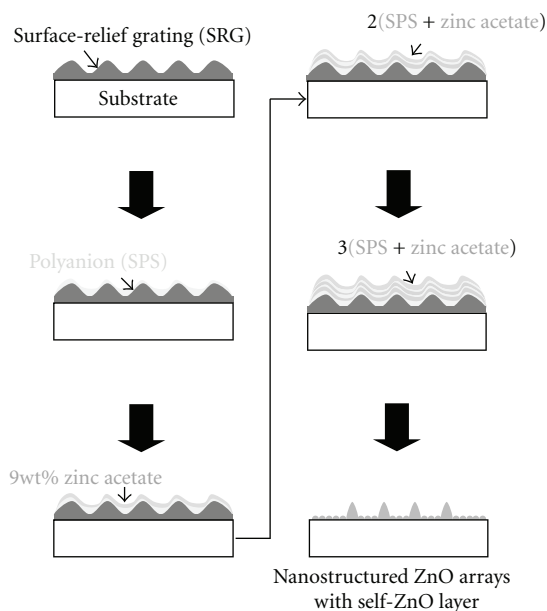 Surface-relief grating (SRG)
Substrate
Polyanion (SPS)
9wt% zinc acetate
2(SPS + zinc acetate)
3(SPS + zinc acetate)
Nanostructured ZnO arrays
with self-ZnO layer